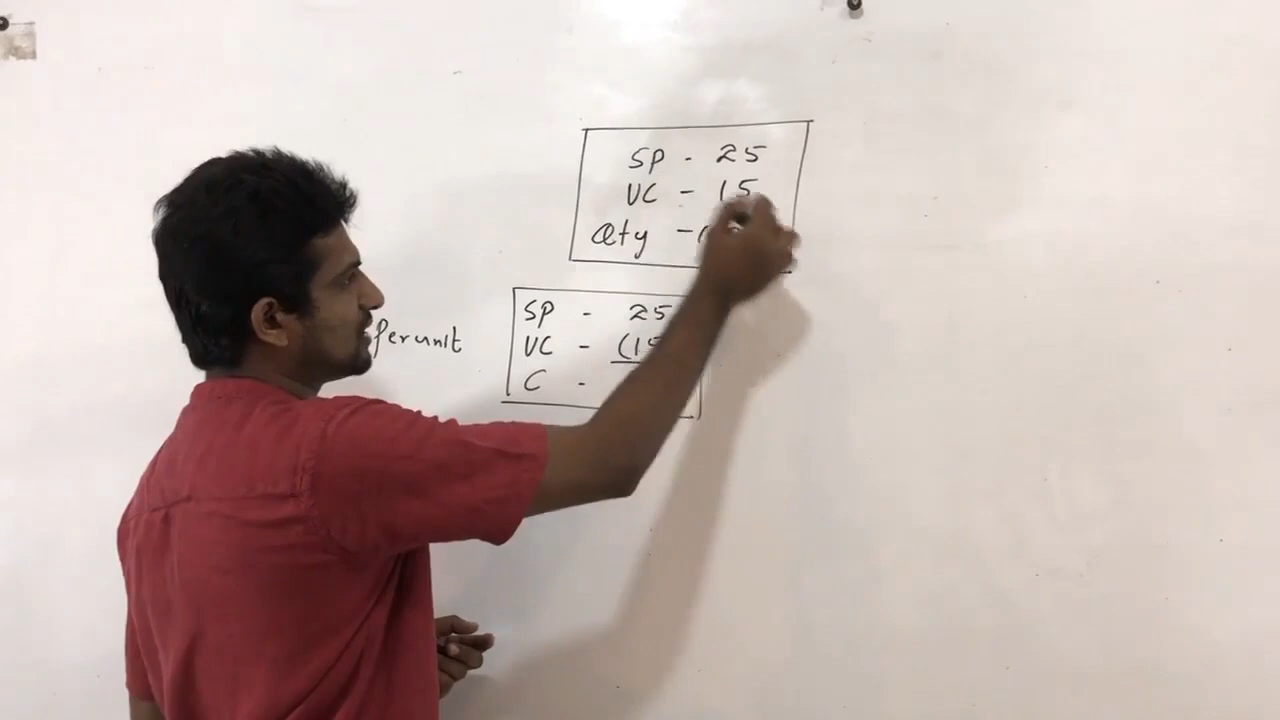 SP - 25
VC - 15
Qty -
per unit
SP - 25
VC - (15
C -